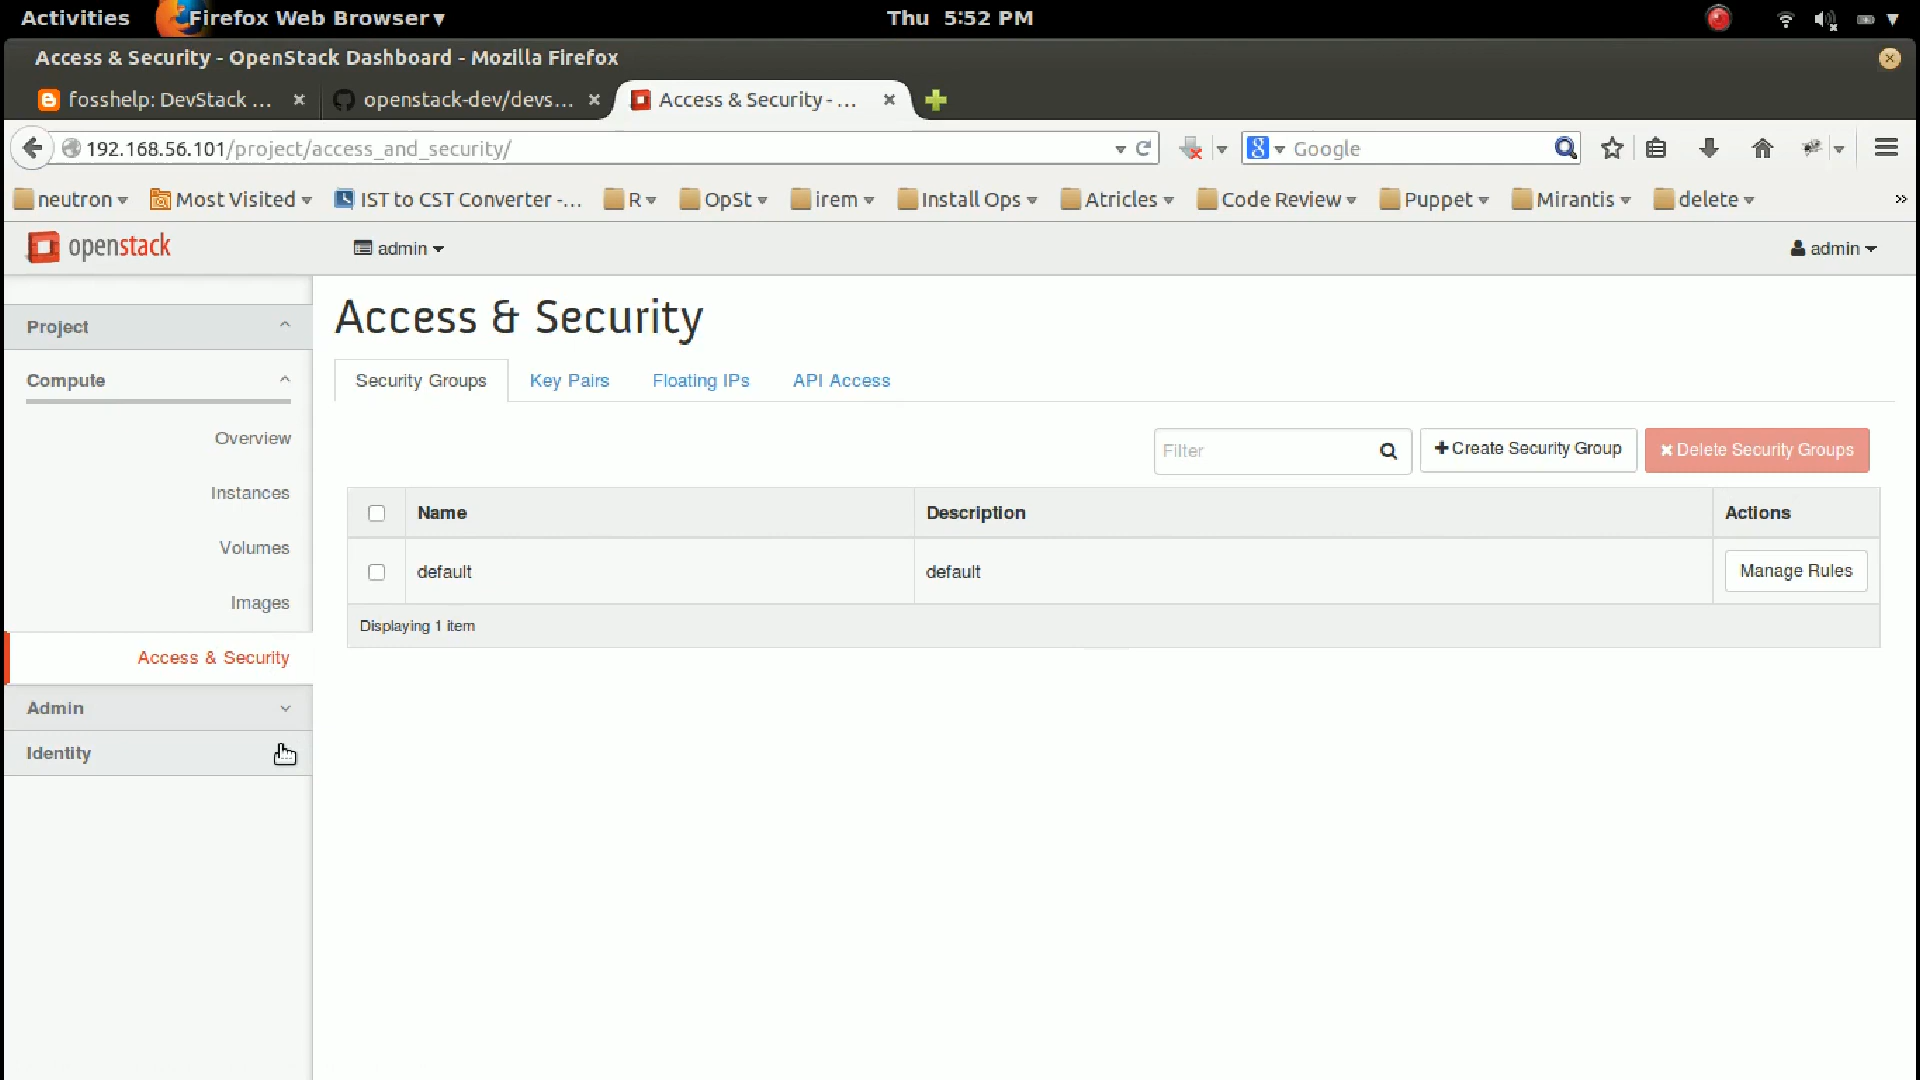 Activities Firefox Web Browser Thu 5:52 PM
Access & Security - OpenStack Dashboard - Mozilla Firefox
fosshelp: DevStack ... openstack-dev/devs... Access & Security - ...
192.168.56.101/project/access_and_security/ Google
neutron Most Visited IST to CST Converter -... R OpSt irem Install Ops Atricles Code Review Puppet Mirantis delete »
openstack admin admin
Access & Security
Project
Compute
Overview
Instances
Volumes
Images
Access & Security
Admin
Identity
Security Groups Key Pairs Floating IPs API Access
Filter Create Security Group Delete Security Groups
Name Description Actions
default default Manage Rules
Displaying 1 item